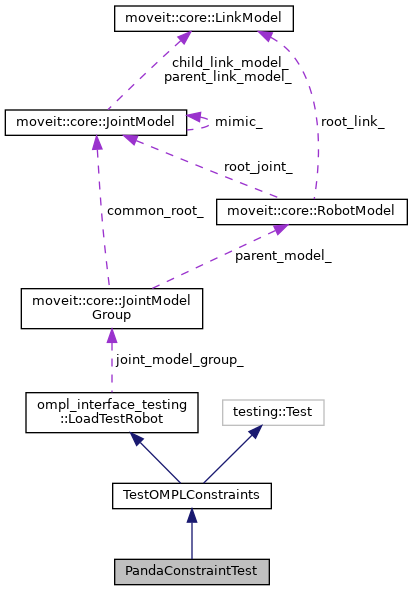 moveit::core::LinkModel
child_link_model_
parent_link_model_
moveit::core::JointModel
mimic_
root_link_
root_joint_
common_root_
moveit::core::RobotModel
parent_model_
moveit::core::JointModel
Group
joint_model_group_
ompl_interface_testing
::LoadTestRobot
testing::Test
TestOMPLConstraints
PandaConstraintTest